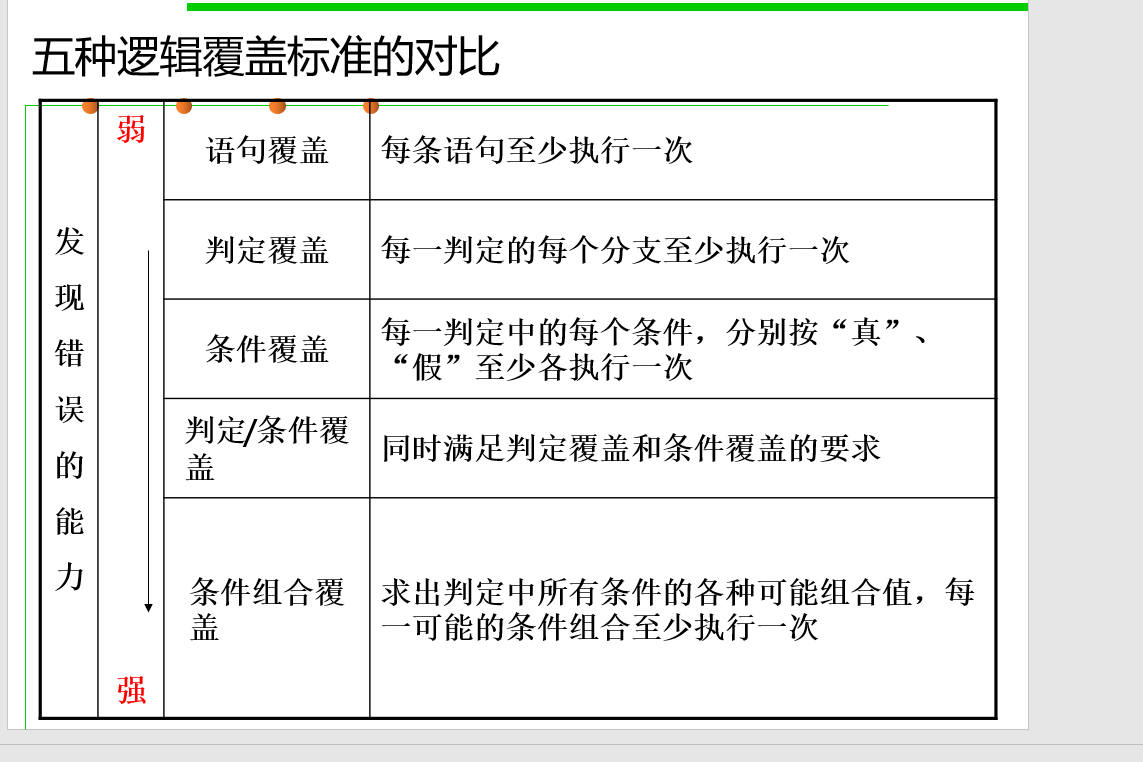 五种逻辑覆盖标准的对比
发
现
错
误
的
能
力
弱
强
语句覆盖
每条语句至少执行一次
判定覆盖
每一判定的每个分支至少执行一次
条件覆盖
每一判定中的每个条件，分别按“真”、
“假”至少各执行一次
判定/条件覆
盖
同时满足判定覆盖和条件覆盖的要求
条件组合覆
盖
求出判定中所有条件的各种可能组合值，每
一可能的条件组合至少执行一次